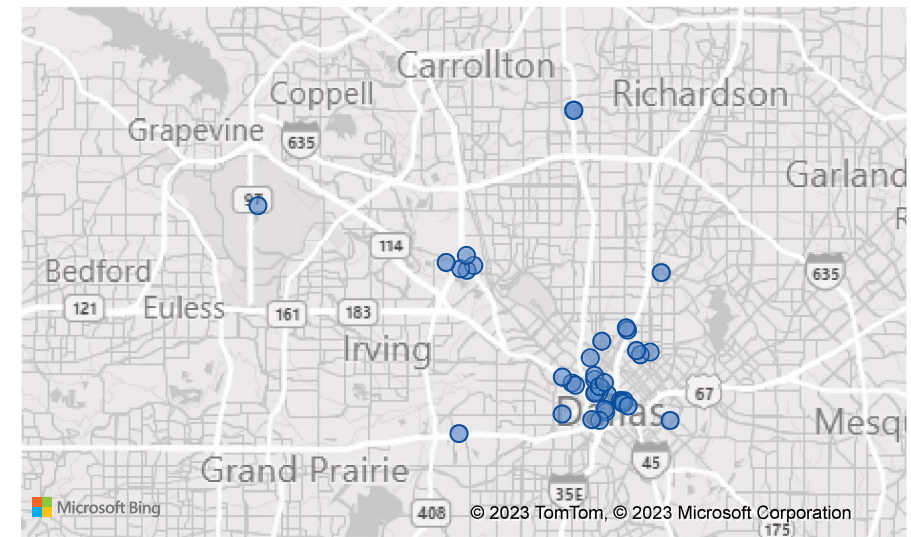 Carrollton
Coppell
Richardson
Grapevine
635
Garland
R
97
114
Bedford
635
121
Euless
161
183
Irving
67
Dallas
Mesq
Grand Prairie
45
35E
408
Microsoft Bing
© 2023 TomTom, © 2023 Microsoft Corporation
175